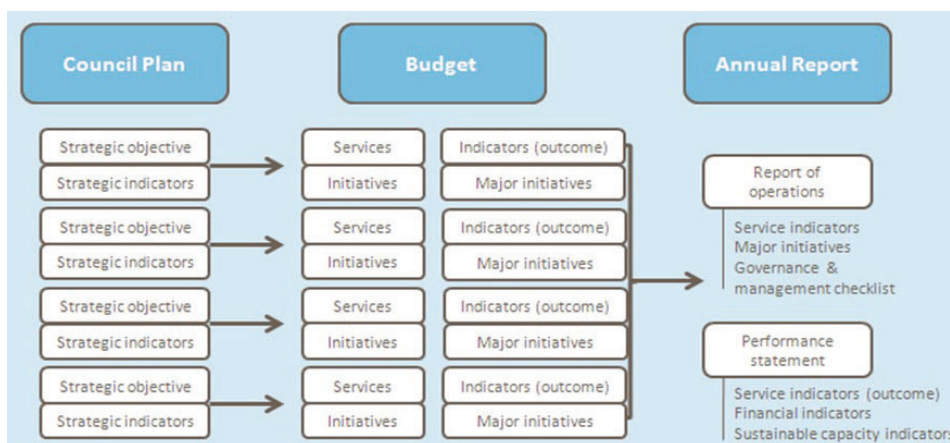 Council Plan
Budget
Annual Report
Strategic objective
Strategic indicators
Services
Initiatives
Indicators (outcome)
Major initiatives
Strategic objective
Strategic indicators
Services
Initiatives
Indicators (outcome)
Major initiatives
Strategic objective
Strategic indicators
Services
Initiatives
Indicators (outcome)
Major initiatives
Strategic objective
Strategic indicators
Services
Initiatives
Indicators (outcome)
Major initiatives
Report of
operations
Service indicators
Major initiatives
Governance &
management checklist
Performance
statement
Service indicators (outcome)
Financial indicators
Sustainable capacity indicators